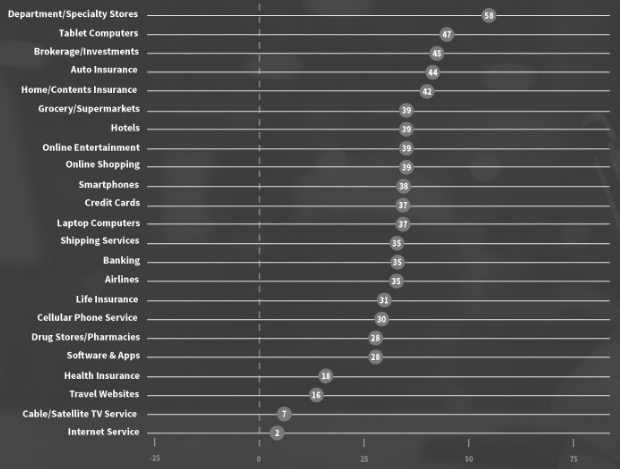 Department/Specialty Stores 58
Tablet Computers 47
Brokerage/Investments 45
Auto Insurance 44
Home/Contents Insurance 42
Grocery/Supermarkets 39
Hotels 39
Online Entertainment 39
Online Shopping 39
Smartphones 38
Credit Cards 37
Laptop Computers 37
Shipping Services 35
Banking 35
Airlines 35
Life Insurance 31
Cellular Phone Service 30
Drug Stores/Pharmacies 28
Software & Apps 28
Health Insurance 18
Travel Websites 16
Cable/Satellite TV Service 7
Internet Service 2
-25 0 25 50 75